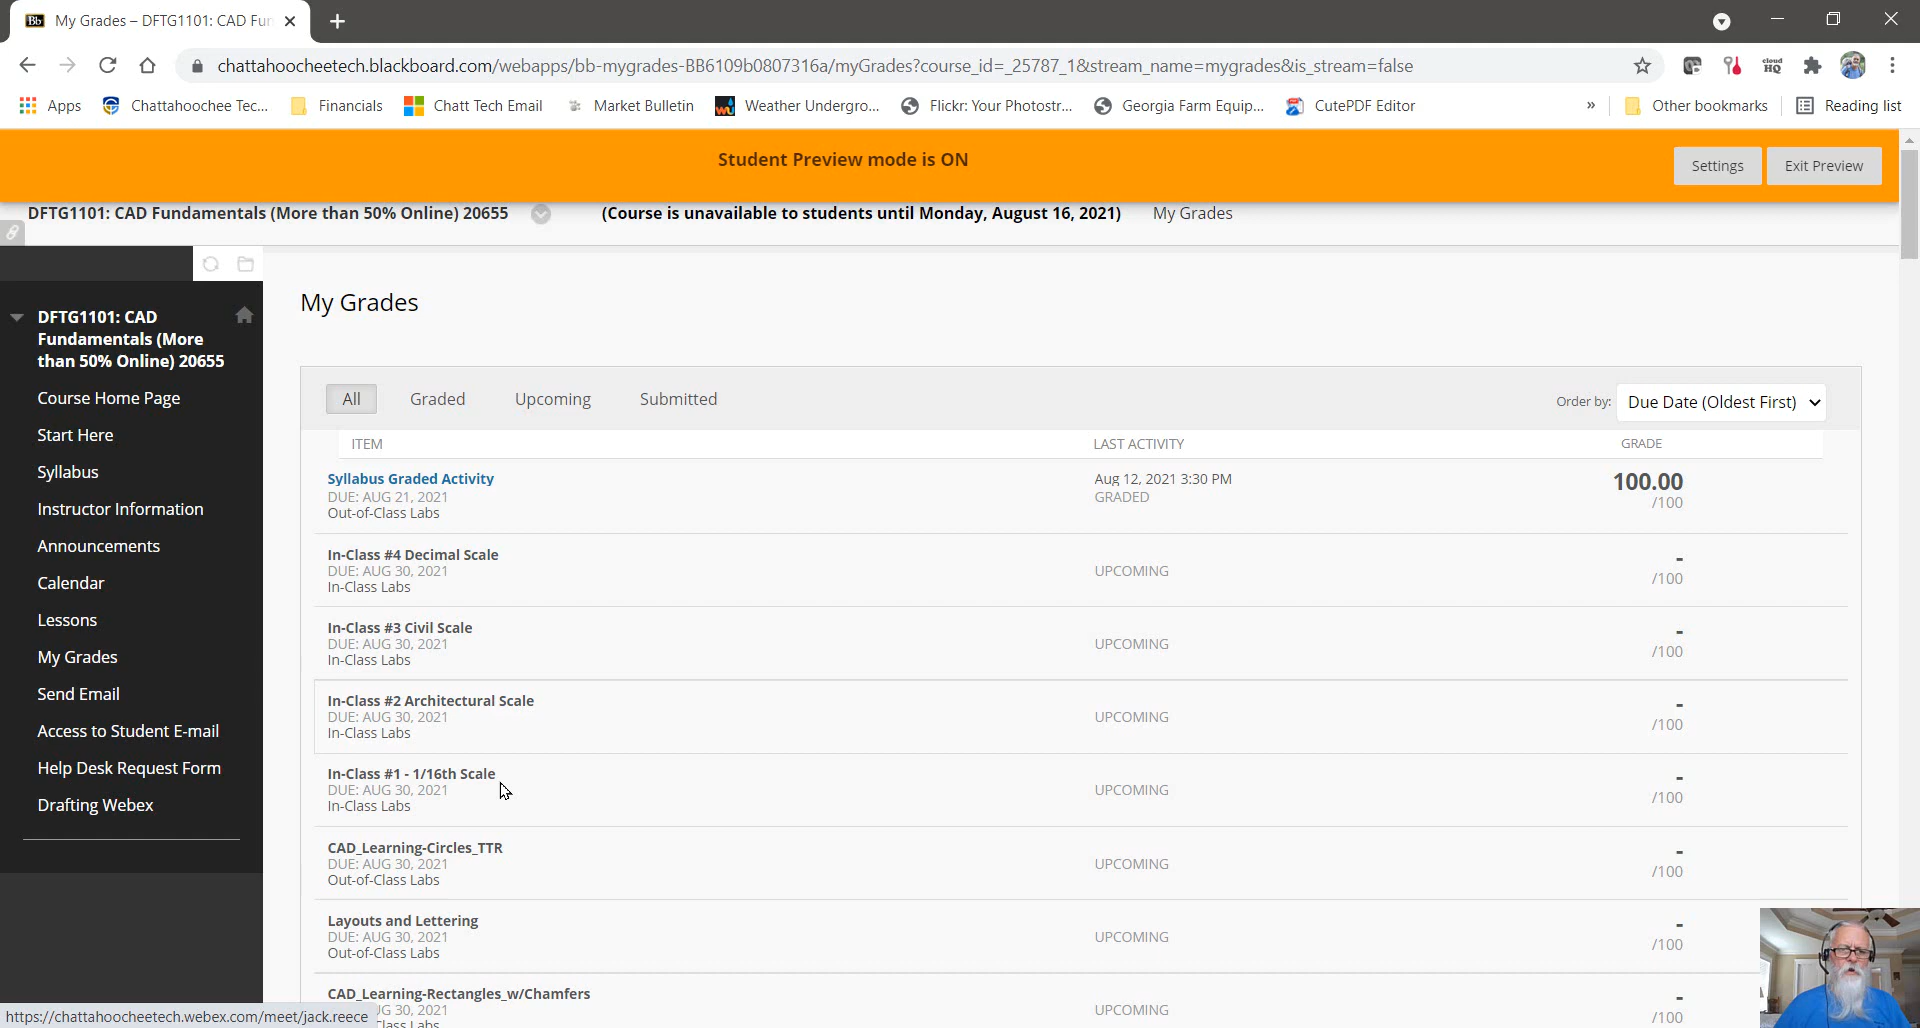 My Grades – DFTG1101: CAD Fun
chattahoocheetech.blackboard.com/webapps/bb-mygrades-BB6109b0807316a/myGrades?course_id=_25787_1&stream_name=mygrades&is_stream=false
cloud
HQ
Apps
Chattahoochee Tec...
Financials
Chatt Tech Email
Market Bulletin
Weather Undergro...
Flickr: Your Photostr...
Georgia Farm Equip...
CutePDF Editor
»
Other bookmarks
Reading list
Student Preview mode is ON
Settings
Exit Preview
DFTG1101: CAD Fundamentals (More than 50% Online) 20655
(Course is unavailable to students until Monday, August 16, 2021)
My Grades
DFTG1101: CAD
Fundamentals (More
than 50% Online) 20655
Course Home Page
Start Here
Syllabus
Instructor Information
Announcements
Calendar
Lessons
My Grades
Send Email
Access to Student E-mail
Help Desk Request Form
Drafting Webex
My Grades
All
Graded
Upcoming
Submitted
Order by:
Due Date (Oldest First)
ITEM
LAST ACTIVITY
GRADE
Syllabus Graded Activity
DUE: AUG 21, 2021
Out-of-Class Labs
Aug 12, 2021 3:30 PM
GRADED
100.00
/100
In-Class #4 Decimal Scale
DUE: AUG 30, 2021
In-Class Labs
UPCOMING
-
/100
In-Class #3 Civil Scale
DUE: AUG 30, 2021
In-Class Labs
UPCOMING
-
/100
In-Class #2 Architectural Scale
DUE: AUG 30, 2021
In-Class Labs
UPCOMING
-
/100
In-Class #1 - 1/16th Scale
DUE: AUG 30, 2021
In-Class Labs
UPCOMING
-
/100
CAD_Learning-Circles_TTR
DUE: AUG 30, 2021
Out-of-Class Labs
UPCOMING
-
/100
Layouts and Lettering
DUE: AUG 30, 2021
Out-of-Class Labs
UPCOMING
-
/100
CAD_Learning-Rectangles_w/Chamfers
UG 30, 2021
Class Labs
UPCOMING
-
/100
https://chattahoocheetech.webex.com/meet/jack.reece